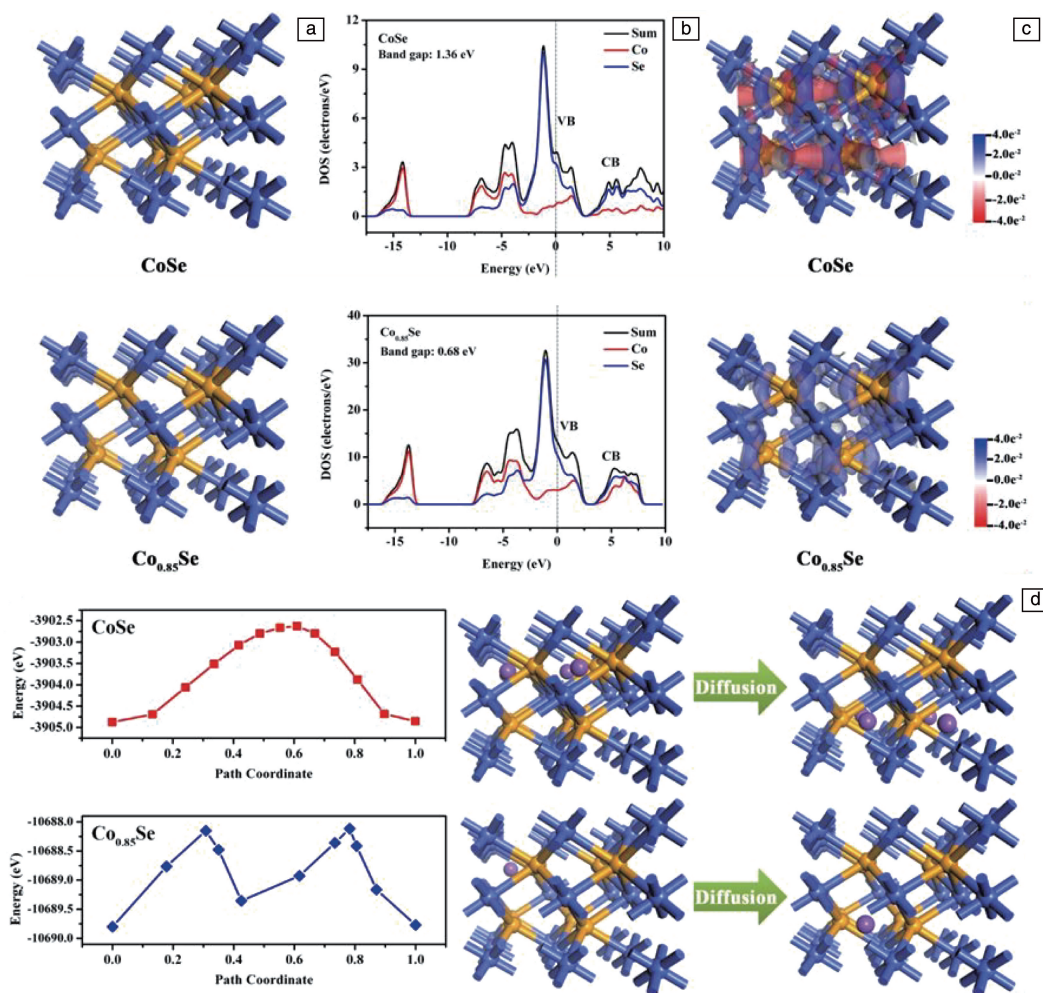 a
CoSe
CoSe
Band gap: 1.36 eV
Sum
Co
Se
VB
CB
DOS (electrons/eV)
12
9
6
3
0
-15
-10
-5
0
5
10
Energy (eV)
b
c
4.0e-2
2.0e-2
0.0e-2
-2.0e-2
-4.0e-2
CoSe
Co0.85Se
Co0.85Se
Band gap: 0.68 eV
Sum
Co
Se
VB
CB
DOS (electrons/eV)
40
30
20
10
0
-15
-10
-5
0
5
10
Energy (eV)
4.0e-2
2.0e-2
0.0e-2
-2.0e-2
-4.0e-2
Co0.85Se
d
CoSe
Energy (eV)
-3902.5
-3903.0
-3903.5
-3904.0
-3904.5
-3905.0
0.0
0.2
0.4
0.6
0.8
1.0
Path Coordinate
Diffusion
Co0.85Se
Energy (eV)
-10688.0
-10688.5
-10689.0
-10689.5
-10690.0
0.0
0.2
0.4
0.6
0.8
1.0
Path Coordinate
Diffusion